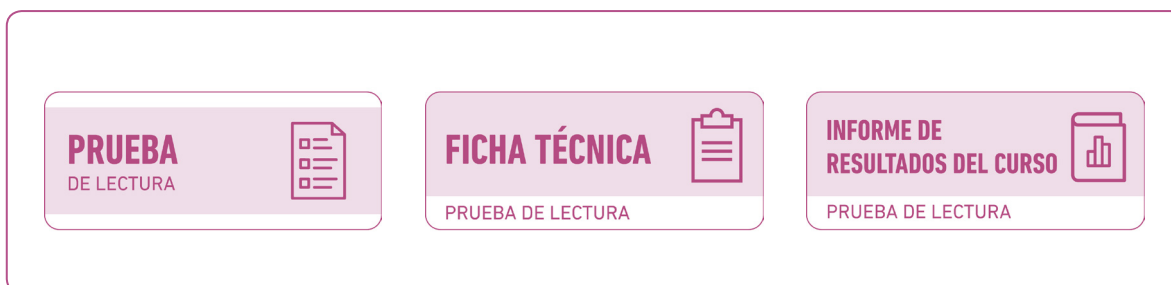 PRUEBA
DE LECTURA
FICHA TÉCNICA
PRUEBA DE LECTURA
INFORME DE
RESULTADOS DEL CURSO
PRUEBA DE LECTURA